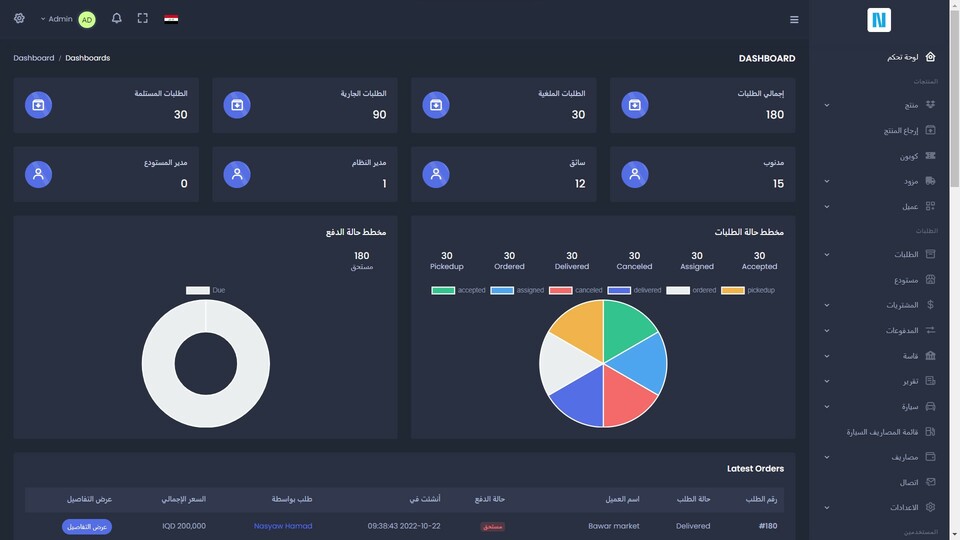 Admin
AD
N
Dashboard / Dashboards
DASHBOARD
إجمالي الطلبات
180
الطلبات الملغية
30
الطلبات الجارية
90
الطلبات المستلمة
30
مدنوب
15
سائق
12
مدير النظام
1
مدير المستودع
0
مخطط حالة الطلبات
30 30 30 30 30 30
Pickedup Ordered Delivered Canceled Assigned Accepted
accepted assigned canceled delivered ordered pickedup
مخطط حالة الدفع
180
مستحق
Due
Latest Orders
رقم الطلب حالة الطلب اسم العميل حالة الدفع أنشئت في طلب بواسطة السعر الإجمالي عرض التفاصيل
#180 Delivered Bawar market مستحق 09:38:43 2022-10-22 Nasyaw Hamad IQD 200,000 عرض التفاصيل
لوحة تحكم
المنتجات
منتج
إرجاع المنتج
كوبون
مزود
عميل
الطلبات
الطلبات
مستودع
المشتريات
المدفوعات
قاسة
تقرير
سيارة
قائمة المصاريف السيارة
مصاريف
اتصال
الاعدادات
المستخدمين